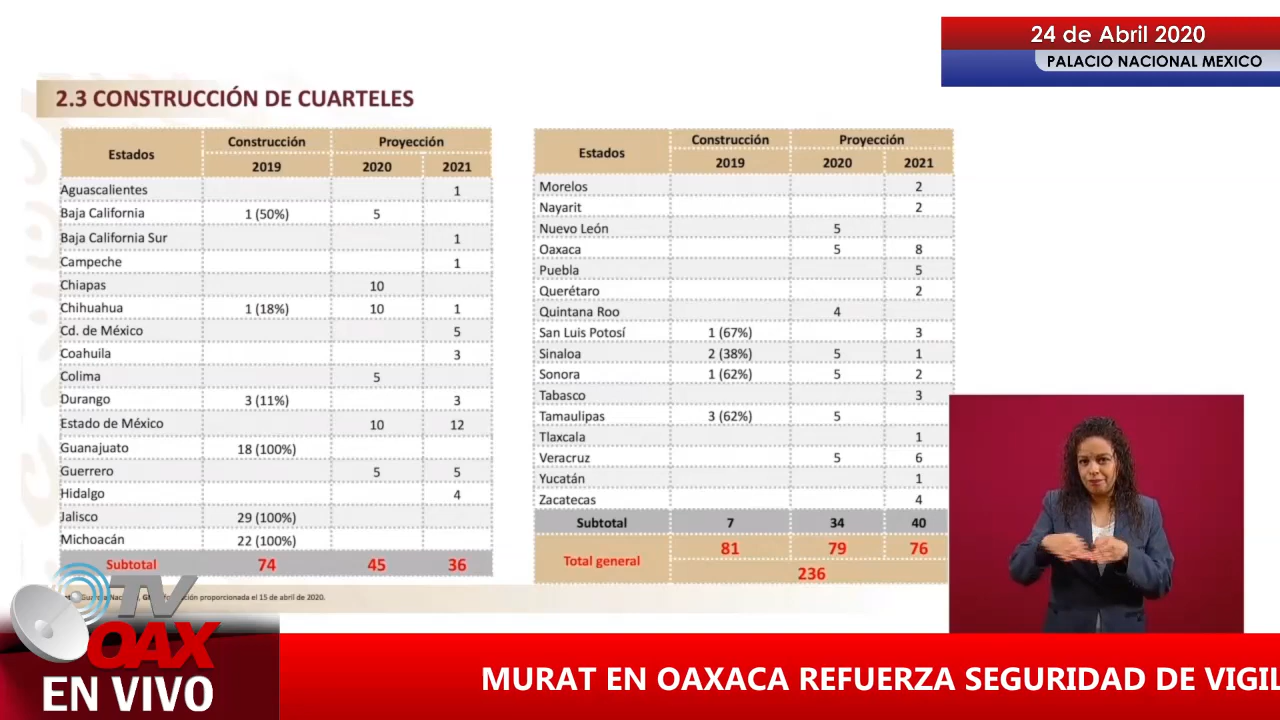 24 de Abril 2020
PALACIO NACIONAL MEXICO
2.3 CONSTRUCCIÓN DE CUARTELES
Estados Construcción Proyección
2019 2020 2021
Aguascalientes 1
Baja California 1 (50%) 5
Baja California Sur 1
Campeche 1
Chiapas 10
Chihuahua 1 (18%) 10 1
Cd. de México 5
Coahuila 3
Colima 5
Durango 3 (11%) 3
Estado de México 10 12
Guanajuato 18 (100%)
Guerrero 5 5
Hidalgo 4
Jalisco 29 (100%)
Michoacán 22 (100%)
Subtotal 74 45 36
Estados Construcción Proyección
2019 2020 2021
Morelos 2
Nayarit 2
Nuevo León 5
Oaxaca 5 8
Puebla 5
Querétaro 2
Quintana Roo 4
San Luis Potosí 1 (67%) 3
Sinaloa 2 (38%) 5 1
Sonora 1 (62%) 5 2
Tabasco 3
Tamaulipas 3 (62%) 5
Tlaxcala 1
Veracruz 5 6
Yucatán 1
Zacatecas 4
Subtotal 7 34 40
Total general 81 79 76
236
proporcionada el 15 de abril de 2020.
TV
OAX
EN VIVO
MURAT EN OAXACA REFUERZA SEGURIDAD DE VIGIL